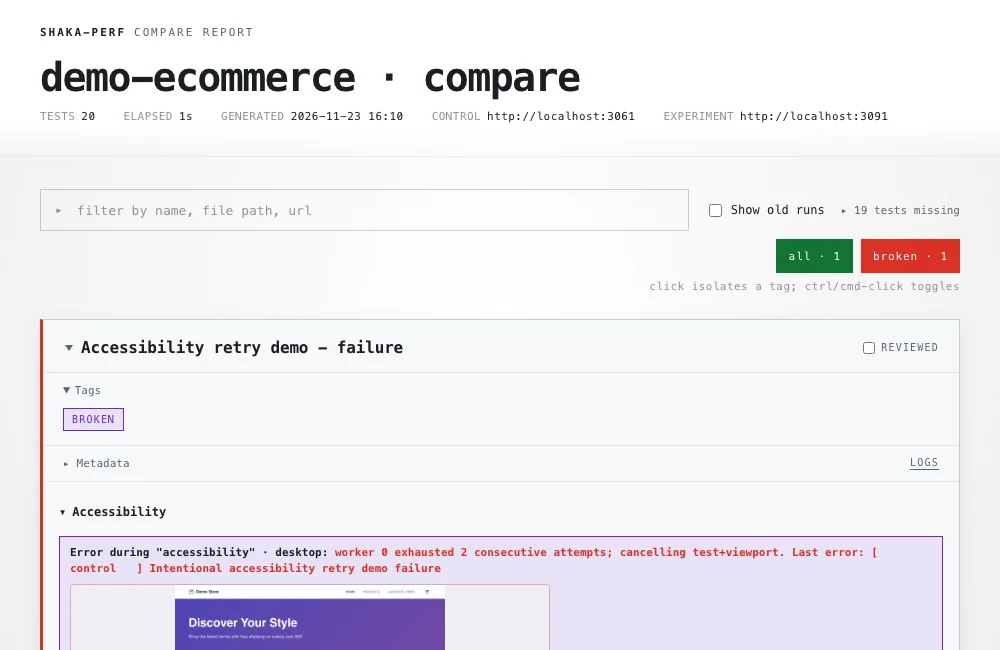 SHAKA—PERF COMPARE REPORT
demo—ecommerce · compare
TESTS 20 ELAPSED 1s GENERATED 2026—11—23 16:10 CONTROL http://localhost:3061 EXPERIMENT http://localhost:3091
▸ filter by name, file path, url
Show old runs ▸ 19 tests missing
all · 1 broken · 1
click isolates a tag; ctrl/cmd—click toggles
▼ Accessibility retry demo — failure
REVIEWED
▼ Tags
BROKEN
▸ Metadata
LOGS
▾ Accessibility
Error during "accessibility" · desktop: worker 0 exhausted 2 consecutive attempts; cancelling test+viewport. Last error: [
control ] Intentional accessibility retry demo failure
Demo Store
HOME PRODUCTS
Discover Your Style